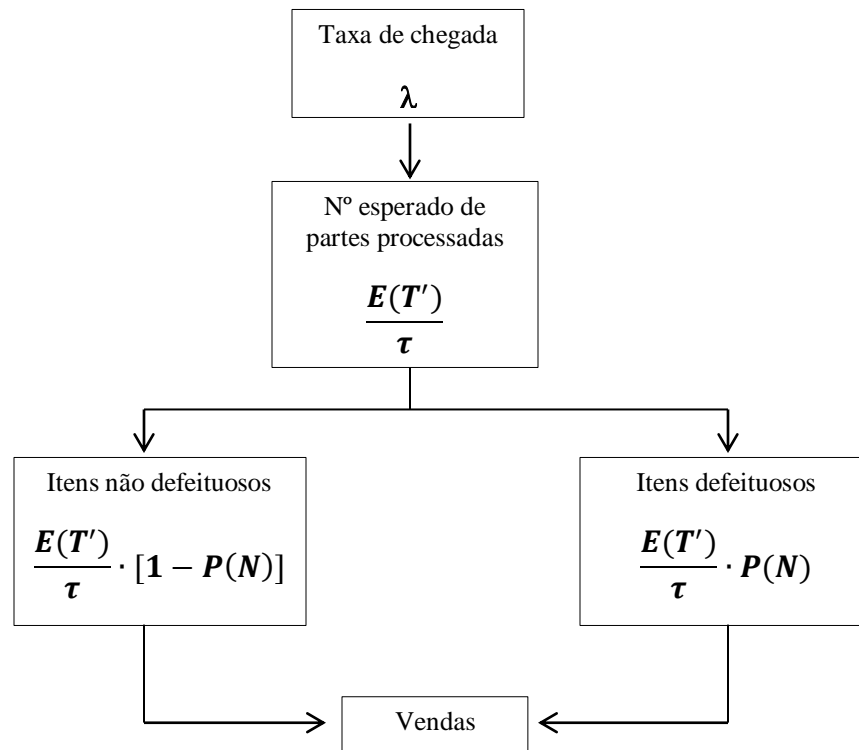 Taxa de chegada
λ
Nº esperado de
partes processadas
E(T′)
τ
Itens não defeituosos
E(T′)
τ
· [1 − P(N)]
Itens defeituosos
E(T′)
τ
· P(N)
Vendas